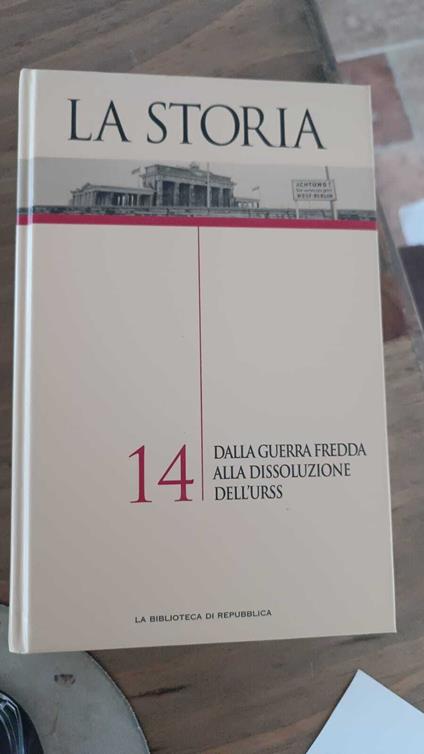 LA STORIA
ACHTUNG!
WEST-BERLIN
14
DALLA GUERRA FREDDA
ALLA DISSOLUZIONE
DELL'URSS
LA BIBLIOTECA DI REPUBBLICA